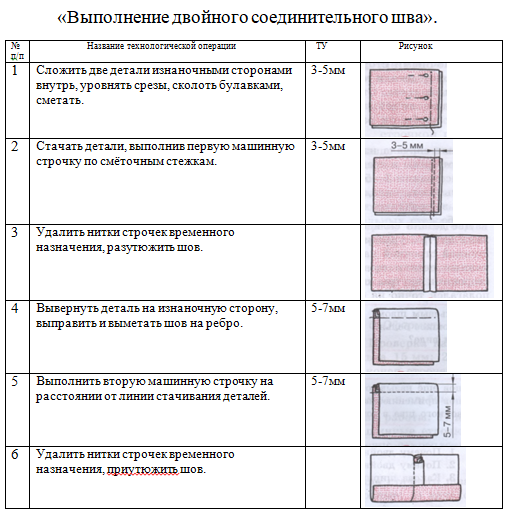 «Выполнение двойного соединительного шва».
№ п/п
Название технологической операции
ТУ
Рисунок
1
Сложить две детали изнаночными сторонами
внутрь, уровнять срезы, сколоть булавками,
сметать.
3-5мм
2
Стачать детали, выполнив первую машинную
строчку по смёточным стежкам.
3-5мм
3–5 мм
3
Удалить нитки строчек временного
назначения, разутюжить шов.
4
Вывернуть деталь на изнаночную сторону,
выправить и выметать шов на ребро.
5-7мм
5
Выполнить вторую машинную строчку на
расстоянии от линии стачивания деталей.
5-7мм
5–7 мм
6
Удалить нитки строчек временного
назначения, приутюжить шов.